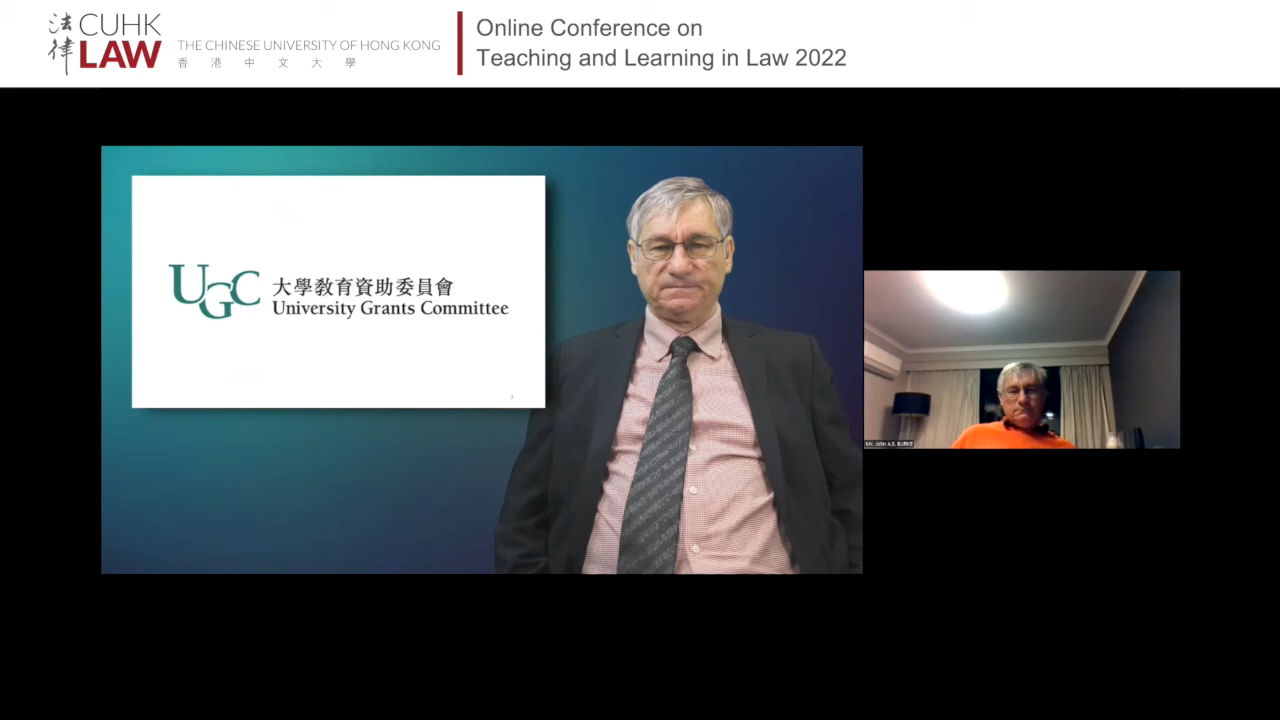 法律
CUHK
LAW
THE CHINESE UNIVERSITY OF HONG KONG
香港中文大學
Online Conference on
Teaching and Learning in Law 2022
UGC
大學教育資助委員會
University Grants Committee
Mr. John A.S. BURKE